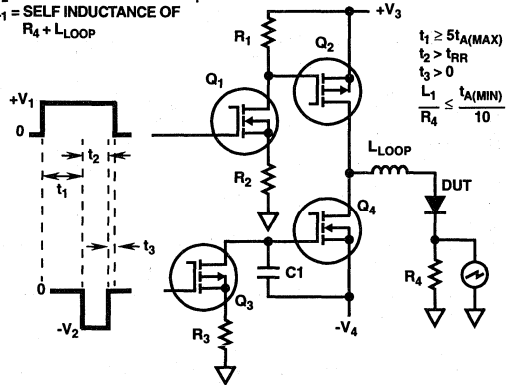 1 = SELF INDUCTANCE OF
R4 + LLOOP
+V3
R1
Q2
t1 ≥ 5tA(MAX)
t2 > tRR
t3 > 0
L1/R4 ≤ tA(MIN)/10
Q1
+V1
0
t2
t1
R2
LLOOP
DUT
Q4
t3
C1
R4
0
Q3
-V2
R3
-V4